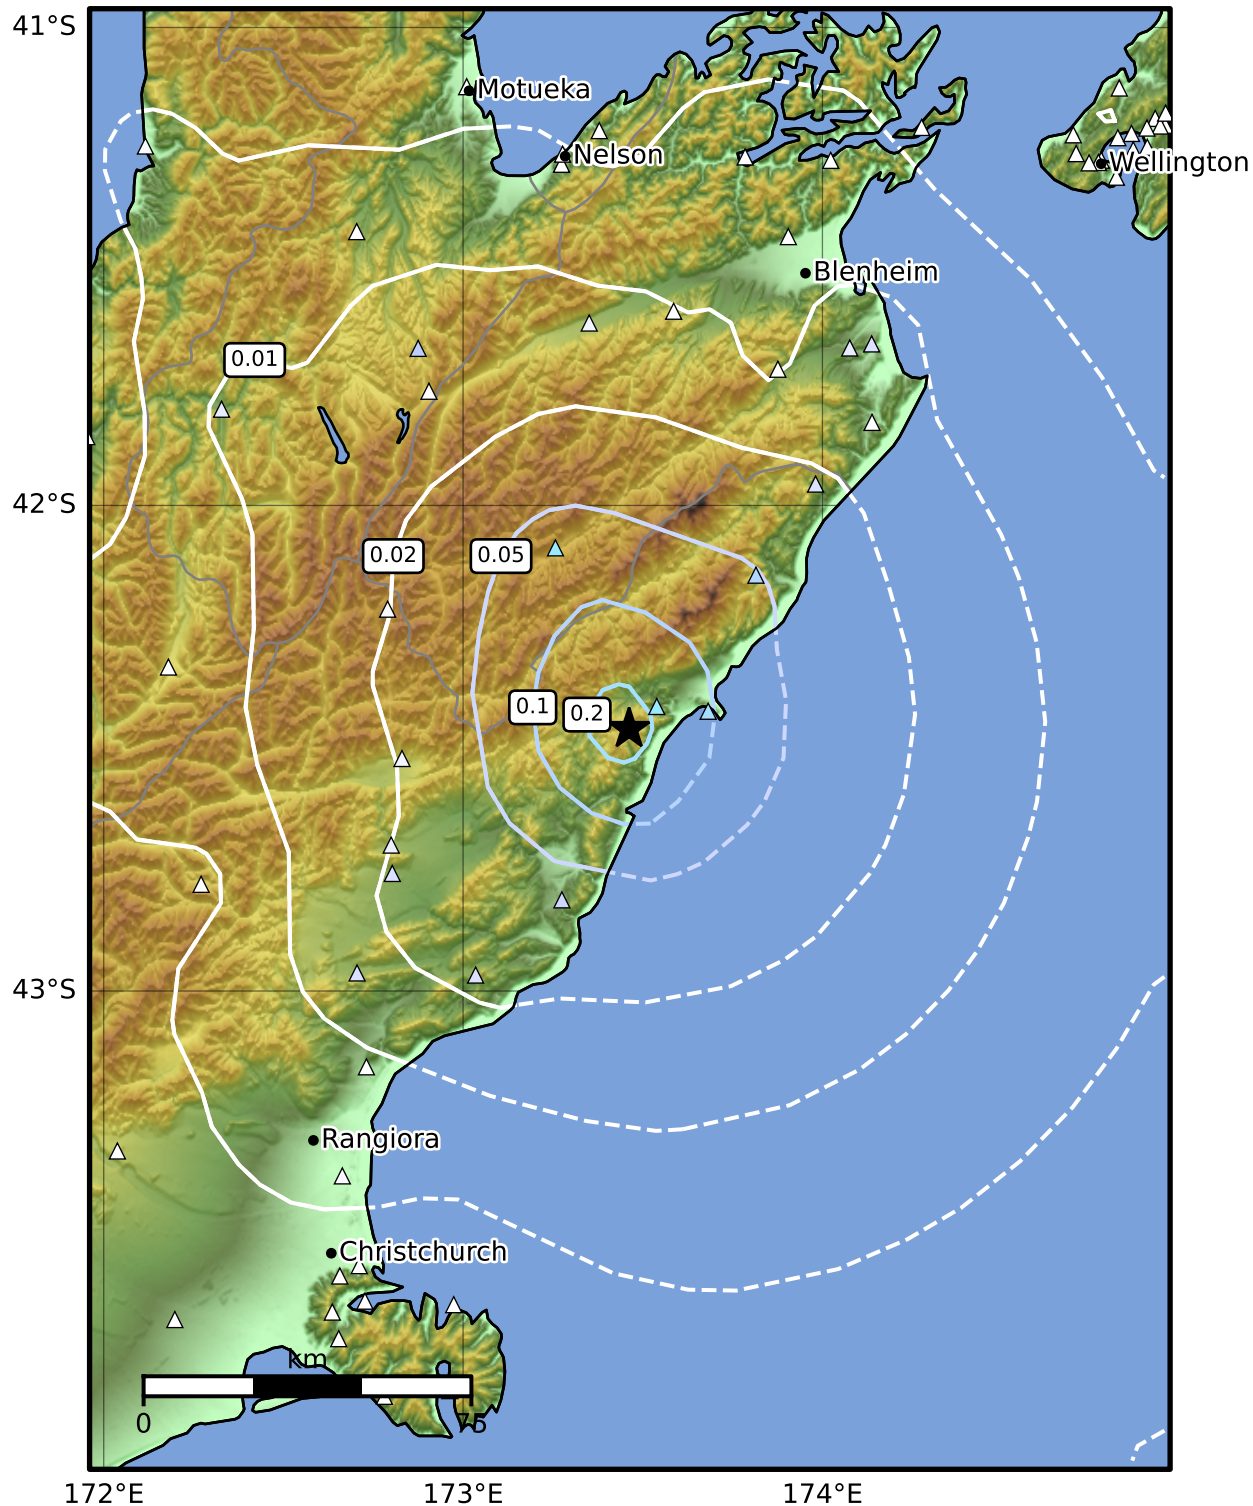 41°S
Motueka
Nelson
Wellington
Blenheim
0.01
42°S
0.02
0.05
0.1
0.2
43°S
Rangiora
Christchurch
km
0
75
172°E
173°E
174°E